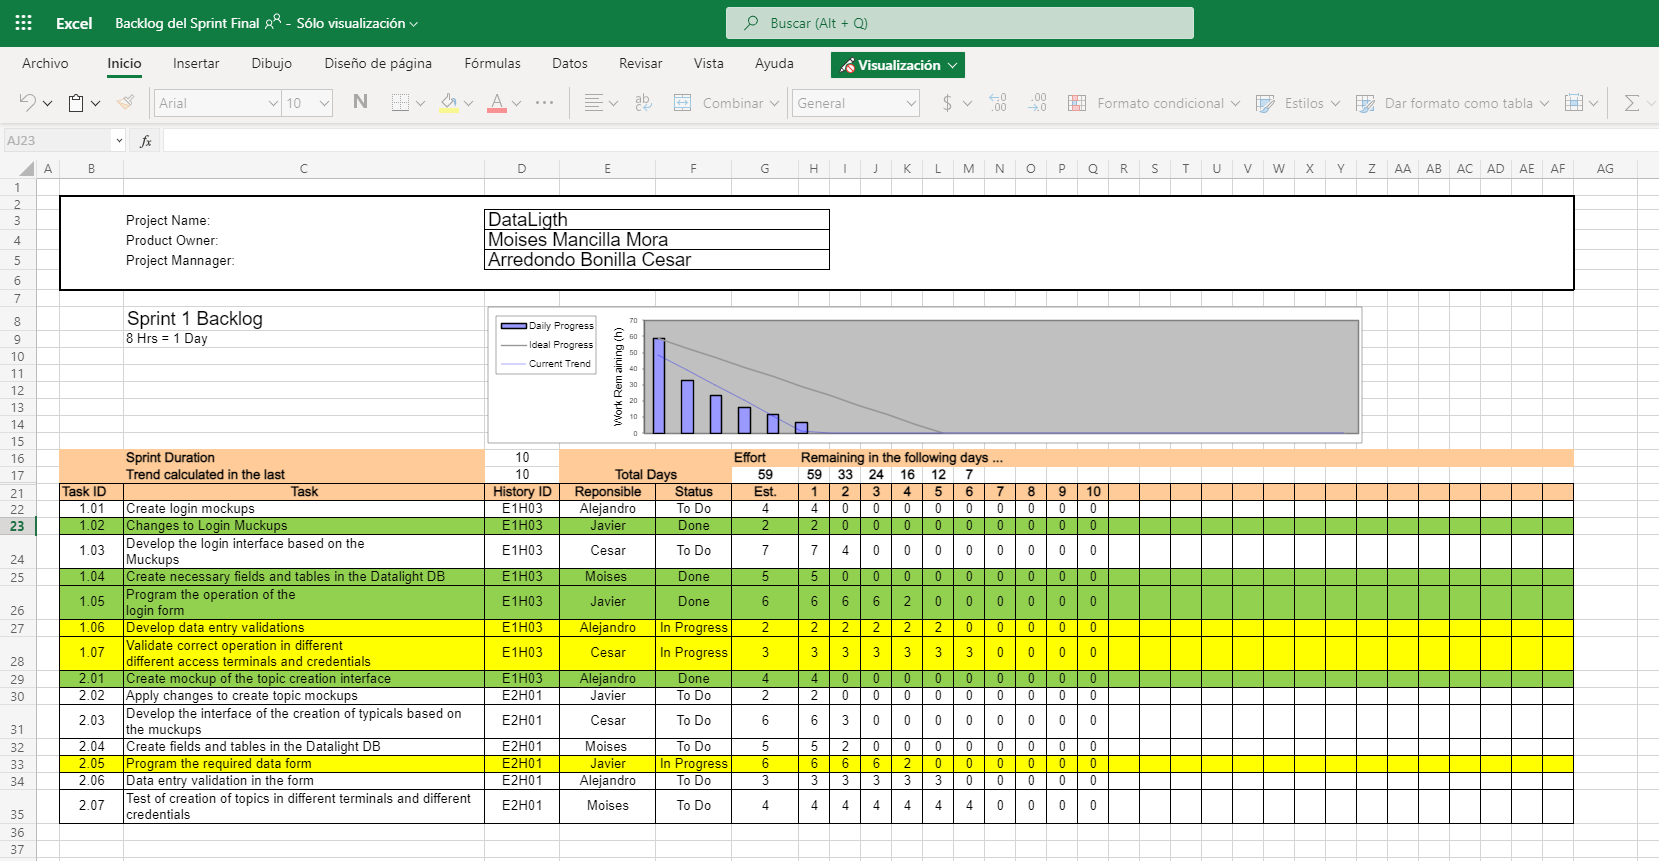 Excel Backlog del Sprint Final - Sólo visualización Buscar (Alt + Q)
Archivo Inicio Insertar Dibujo Diseño de página Fórmulas Datos Revisar Vista Ayuda Visualización
Arial 10 N A ab Combinar General $ Formato condicional Estilos Dar formato como tabla
AJ23 fx
A B C D E F G H I J K L M N O P Q R S T U V W X Y Z AA AB AC AD AE AF AG
1
2
3 Project Name: DataLigth
4 Product Owner: Moises Mancilla Mora
5 Project Mannager: Arredondo Bonilla Cesar
6
7
8 Sprint 1 Backlog
9 8 Hrs = 1 Day
10
11
12
13
14
15
Daily Progress
Ideal Progress
Current Trend
Work Remaining (h)
70
60
50
40
30
20
10
0
16 Sprint Duration 10 Effort Remaining in the following days ...
17 Trend calculated in the last 10 Total Days 59 59 33 24 16 12 7
21 Task ID Task History ID Reponsible Status Est. 1 2 3 4 5 6 7 8 9 10
22 1.01 Create login mockups E1H03 Alejandro To Do 4 4 0 0 0 0 0 0 0 0 0
23 1.02 Changes to Login Muckups E1H03 Javier Done 2 2 0 0 0 0 0 0 0 0 0
24 1.03 Develop the login interface based on the
Muckups E1H03 Cesar To Do 7 7 4 0 0 0 0 0 0 0 0
25 1.04 Create necessary fields and tables in the Datalight DB E1H03 Moises Done 5 5 0 0 0 0 0 0 0 0 0
26 1.05 Program the operation of the
login form E1H03 Javier Done 6 6 6 6 2 0 0 0 0 0 0
27 1.06 Develop data entry validations E1H03 Alejandro In Progress 2 2 2 2 2 2 0 0 0 0 0
28 1.07 Validate correct operation in different
different access terminals and credentials E1H03 Cesar In Progress 3 3 3 3 3 3 3 0 0 0 0
29 2.01 Create mockup of the topic creation interface E1H03 Alejandro Done 4 4 0 0 0 0 0 0 0 0 0
30 2.02 Apply changes to create topic mockups E2H01 Javier To Do 2 2 0 0 0 0 0 0 0 0 0
31 2.03 Develop the interface of the creation of typicals based on
the muckups E2H01 Cesar To Do 6 6 3 0 0 0 0 0 0 0 0
32 2.04 Create fields and tables in the Datalight DB E2H01 Moises To Do 5 5 2 0 0 0 0 0 0 0 0
33 2.05 Program the required data form E2H01 Javier In Progress 6 6 6 6 2 0 0 0 0 0 0
34 2.06 Data entry validation in the form E2H01 Alejandro To Do 3 3 3 3 3 3 0 0 0 0 0
35 2.07 Test of creation of topics in different terminals and different
credentials E2H01 Moises To Do 4 4 4 4 4 4 4 0 0 0 0
36
37